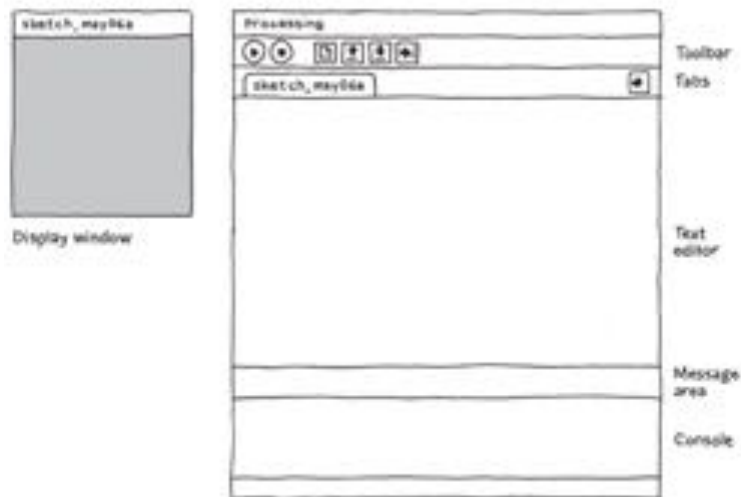 sketch_may06a
Display window
Processing
sketch_may06a
Toolbar
Tabs
Text
editor
Message
area
Console